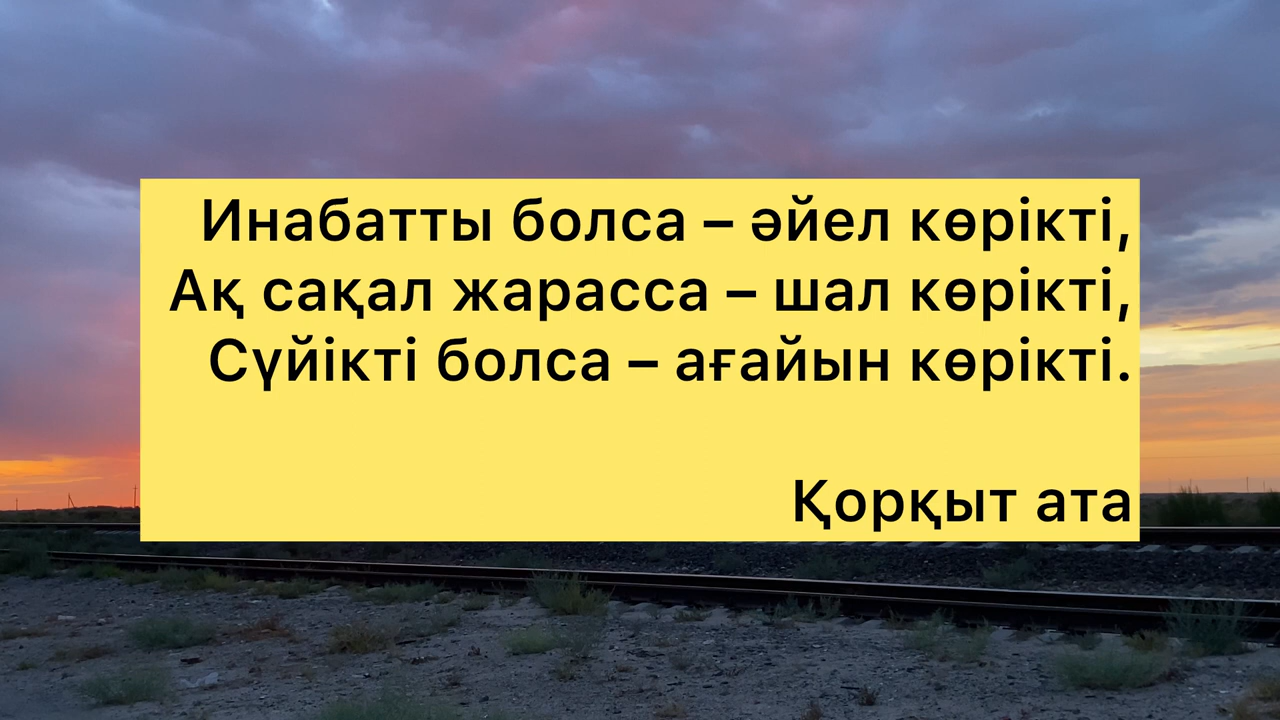 Инабатты болса – әйел көрікті,
Ақ сақал жарасса – шал көрікті,
Сүйікті болса – ағайын көрікті.
Қорқыт ата